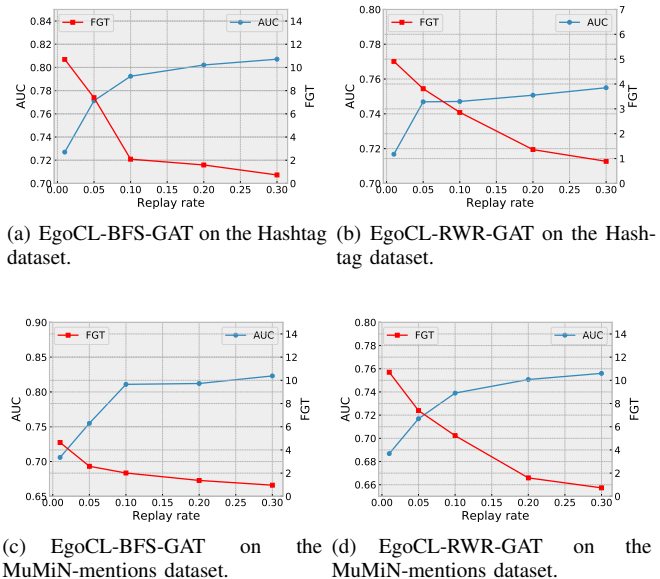 FGT AUC
AUC
0.84
0.82
0.80
0.78
0.76
0.74
0.72
0.70
14
12
10
8
6
4
2
0
FGT
0.00 0.05 0.10 0.15 0.20 0.25 0.30
Replay rate
(a) EgoCL-BFS-GAT on the Hashtag
dataset.
FGT AUC
AUC
0.80
0.78
0.76
0.74
0.72
0.70
7
6
5
4
3
2
1
0
FGT
0.00 0.05 0.10 0.15 0.20 0.25 0.30
Replay rate
(b) EgoCL-RWR-GAT on the Hash-
tag dataset.
FGT AUC
AUC
0.90
0.85
0.80
0.75
0.70
0.65
14
12
10
8
6
4
2
0
FGT
0.00 0.05 0.10 0.15 0.20 0.25 0.30
Replay rate
(c) EgoCL-BFS-GAT on the
MuMiN-mentions dataset.
FGT AUC
AUC
0.80
0.78
0.76
0.74
0.72
0.70
0.68
0.66
14
12
10
8
6
4
2
0
FGT
0.00 0.05 0.10 0.15 0.20 0.25 0.30
Replay rate
(d) EgoCL-RWR-GAT on the
MuMiN-mentions dataset.